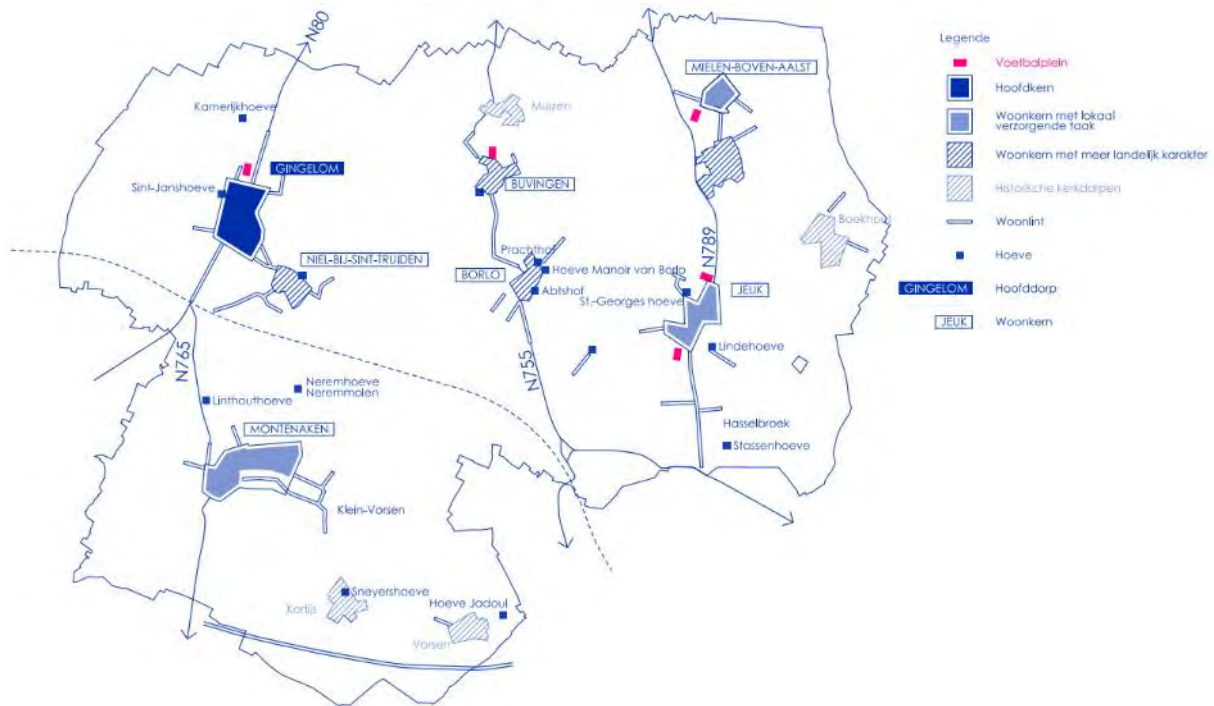 N80
Kamerijkhoeve
GINGELOM
Sint-Janshoeve
NIEL-BIJ-SINT-TRUIDEN
N765
Linthouthoeve
Neremhoeve
Neremmolen
MONTENAKEN
Klein-Vorsen
Sneyershoeve
Kortijs
Hoeve Jadoul
Vorsen
Muizen
BUVINGEN
Prachthof
BORLO
Hoeve Manoir van Borlo
Abtshof
St.-Georges hoeve
N755
MIELEN-BOVEN-AALST
Boekhout
N789
JEUK
Lindehoeve
Hasselbroek
Stassenhoeve
Legende
Voetbalplein
Hoofdkern
Woonkern met lokaal
verzorgende taak
Woonkern met meer landelijk karakter
Historische kerkdorpen
Woonlint
Hoeve
GINGELOM Hoofddorp
JEUK Woonkern